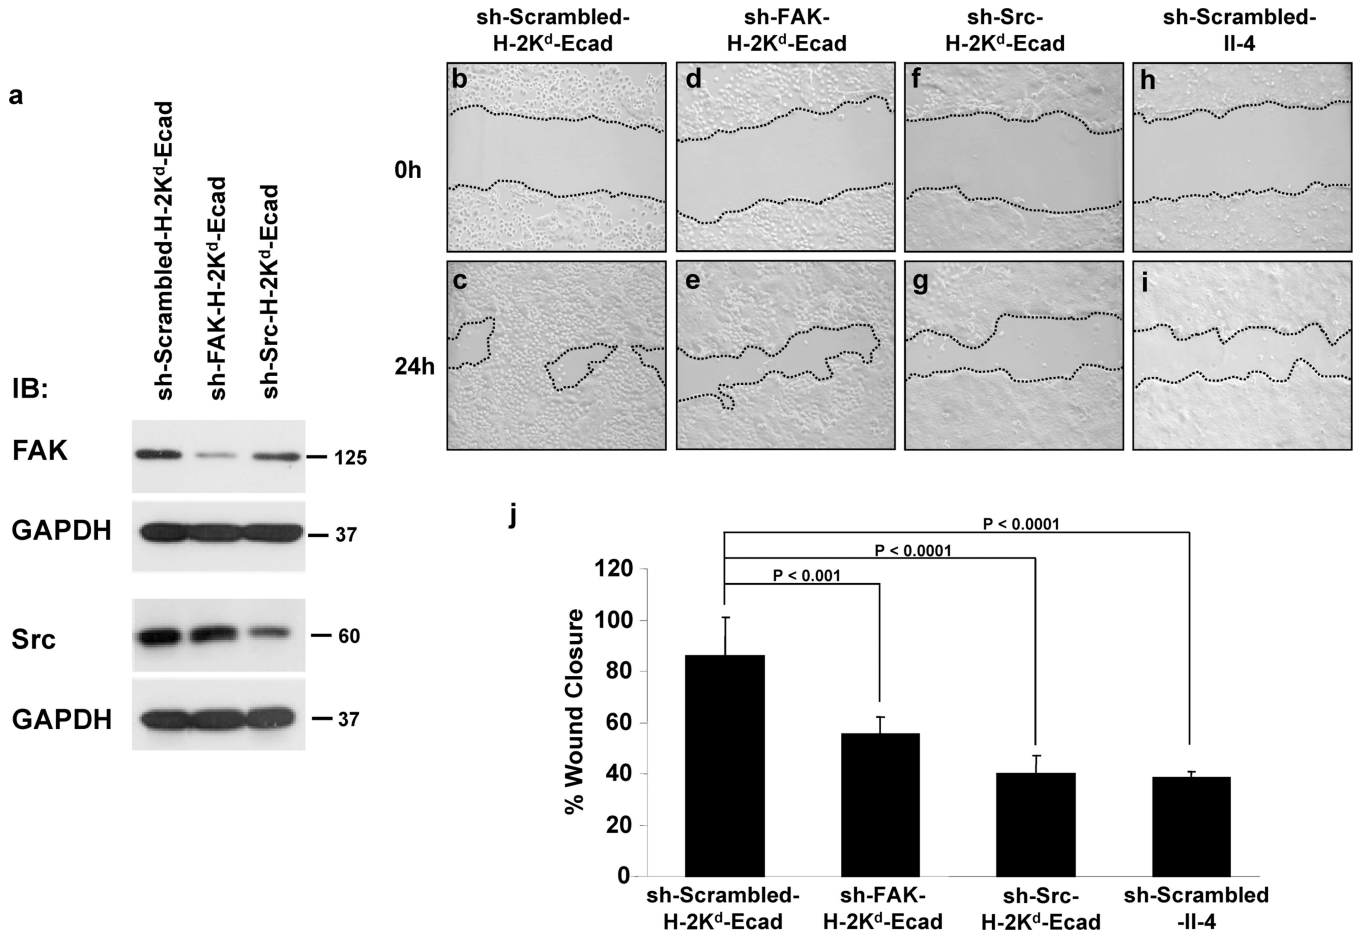 a
sh-Scrambled-H-2Kᵈ-Ecad
sh-FAK-H-2Kᵈ-Ecad
sh-Src-H-2Kᵈ-Ecad
IB:
FAK
125
GAPDH
37
Src
60
GAPDH
37
sh-Scrambled-
H-2Kᵈ-Ecad
sh-FAK-
H-2Kᵈ-Ecad
sh-Src-
H-2Kᵈ-Ecad
sh-Scrambled-
II-4
0h
b
d
f
h
24h
c
e
g
i
j
P < 0.0001
P < 0.0001
P < 0.001
% Wound Closure
120
100
80
60
40
20
0
sh-Scrambled-
H-2Kᵈ-Ecad
sh-FAK-
H-2Kᵈ-Ecad
sh-Src-
H-2Kᵈ-Ecad
sh-Scrambled
-II-4